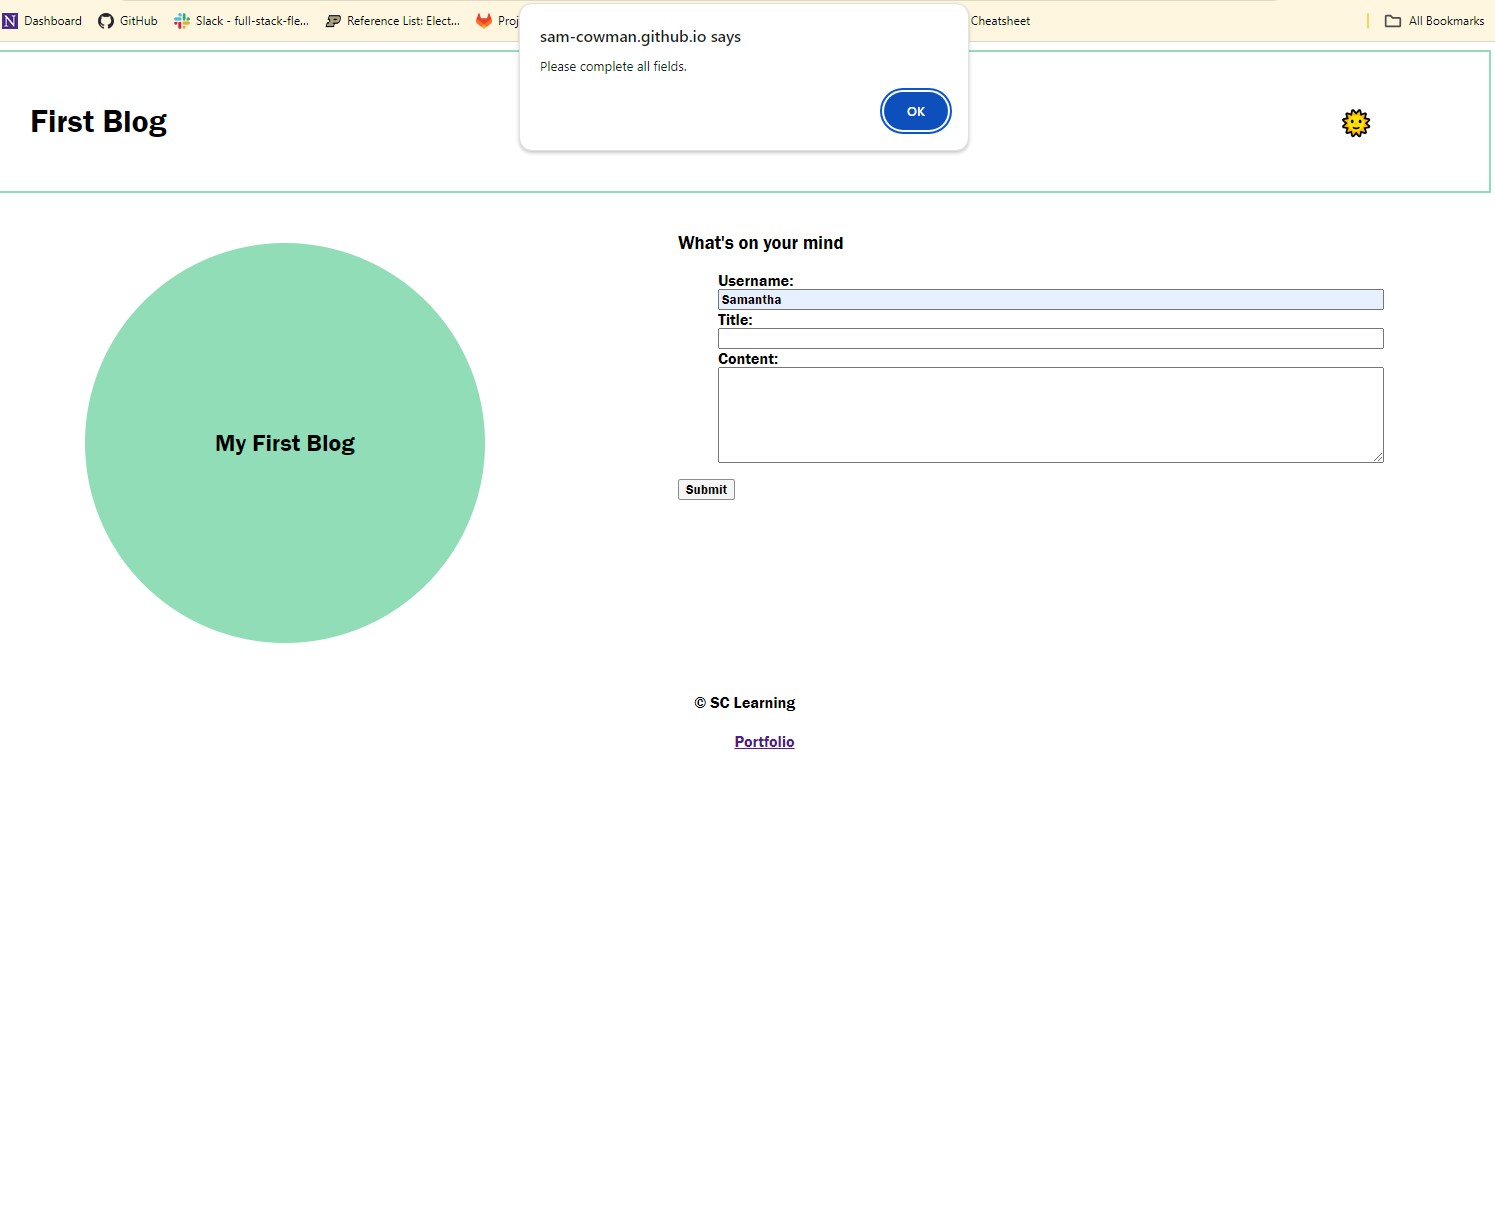 N Dashboard GitHub Slack - full-stack-fle... Reference List: Elect... Proj Cheatsheet All Bookmarks
sam-cowman.github.io says
Please complete all fields.
OK
First Blog
What's on your mind
Username:
Samantha
Title:
Content:
My First Blog
Submit
© SC Learning
Portfolio